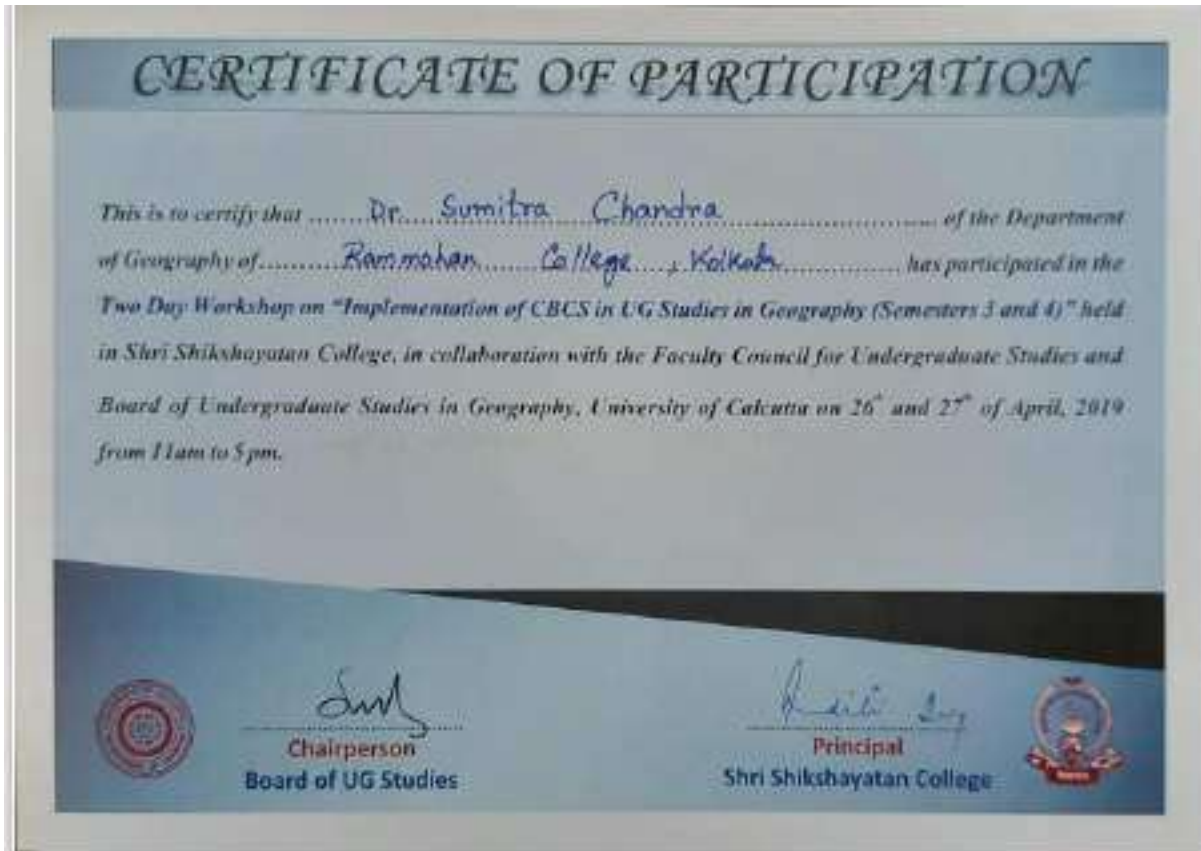 CERTIFICATE OF PARTICIPATION
This is to certify that ........Dr.....Sumitra....Chandra................................ of the Department
of Geography of............Rammohan......College....,Kolkata................. has participated in the
Two Day Workshop on "Implementation of CBCS in UG Studies in Geography (Semesters 3 and 4)" held
in Shri Shikshayatan College, in collaboration with the Faculty Council for Undergraduate Studies and
Board of Undergraduate Studies in Geography, University of Calcutta on 26th and 27th of April, 2019
from 11am to 5 pm.
Chairperson
Board of UG Studies
Principal
Shri Shikshayatan College